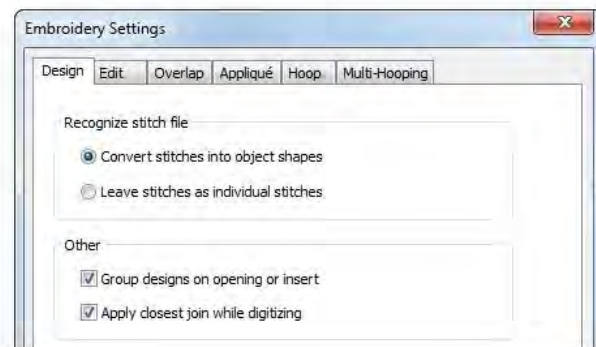 Embroidery Settings
Design Edit Overlap Appliqué Hoop Multi-Hooping
Recognize stitch file
Convert stitches into object shapes
Leave stitches as individual stitches
Other
Group designs on opening or insert
Apply closest join while digitizing